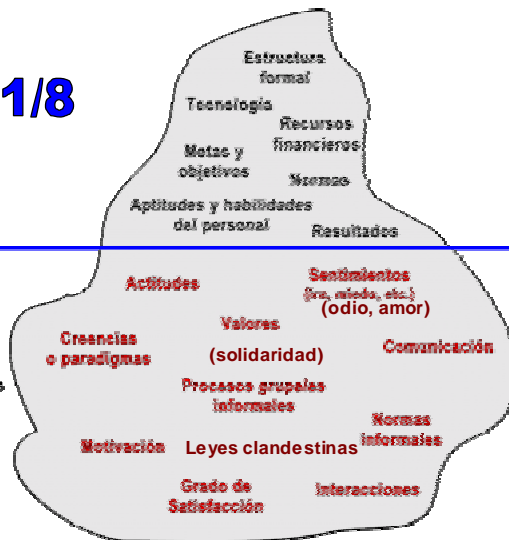 Estructura
formal
1/8
Tecnología
Recursos
financieros
Metas y
objetivos
Normas
Aptitudes y habilidades
del personal
Resultados
Actitudes
Sentimientos
(ira, miedo, etc.)
(odio, amor)
Valores
Creencias
o paradigmas
(solidaridad)
Comunicación
Procesos grupales
informales
Normas
informales
Motivación
Leyes clandestinas
Grado de
Satisfacción
Interacciones